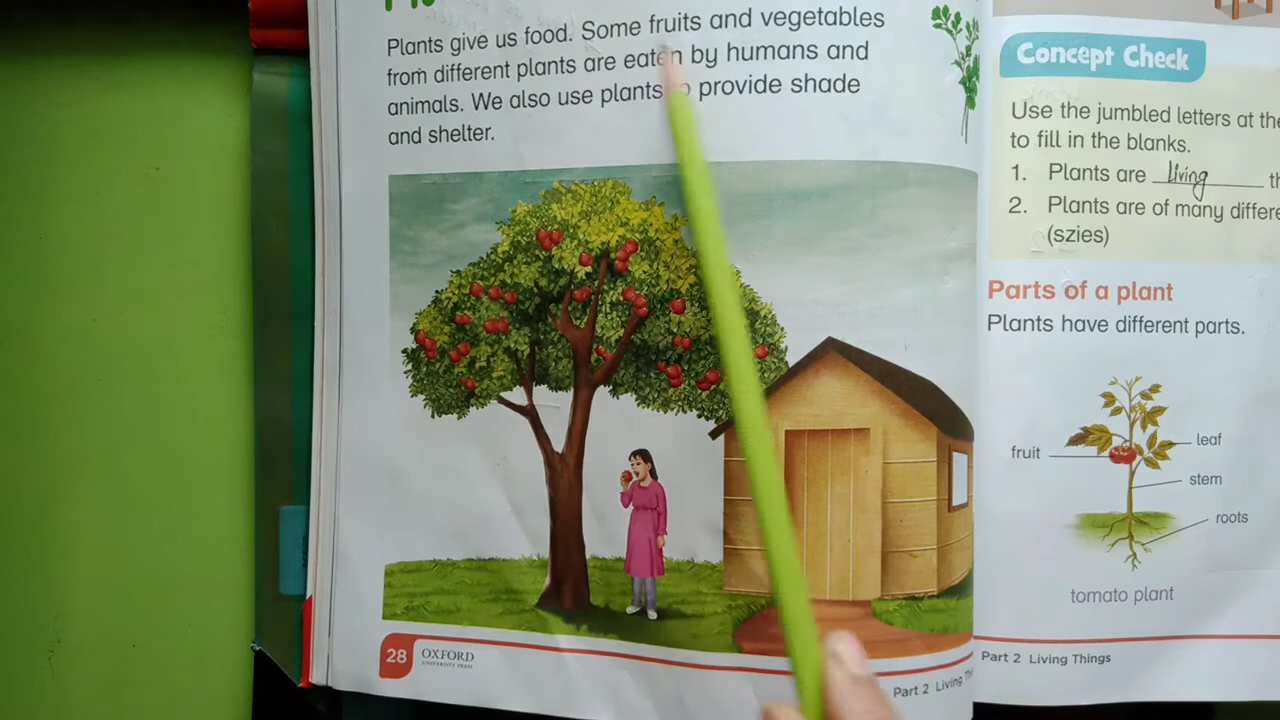 Plants give us food. Some fruits and vegetables
from different plants are eaten by humans and
animals. We also use plants provide shade
and shelter.
28
OXFORD
UNIVERSITY PRESS
Part 2 Living
Concept Check
Use the jumbled letters at the
to fill in the blanks.
1. Plants are living
2. Plants are of many
(szies)
Parts of a plant
Plants have different parts.
fruit
leaf
stem
roots
tomato plant
Part 2 Living Things